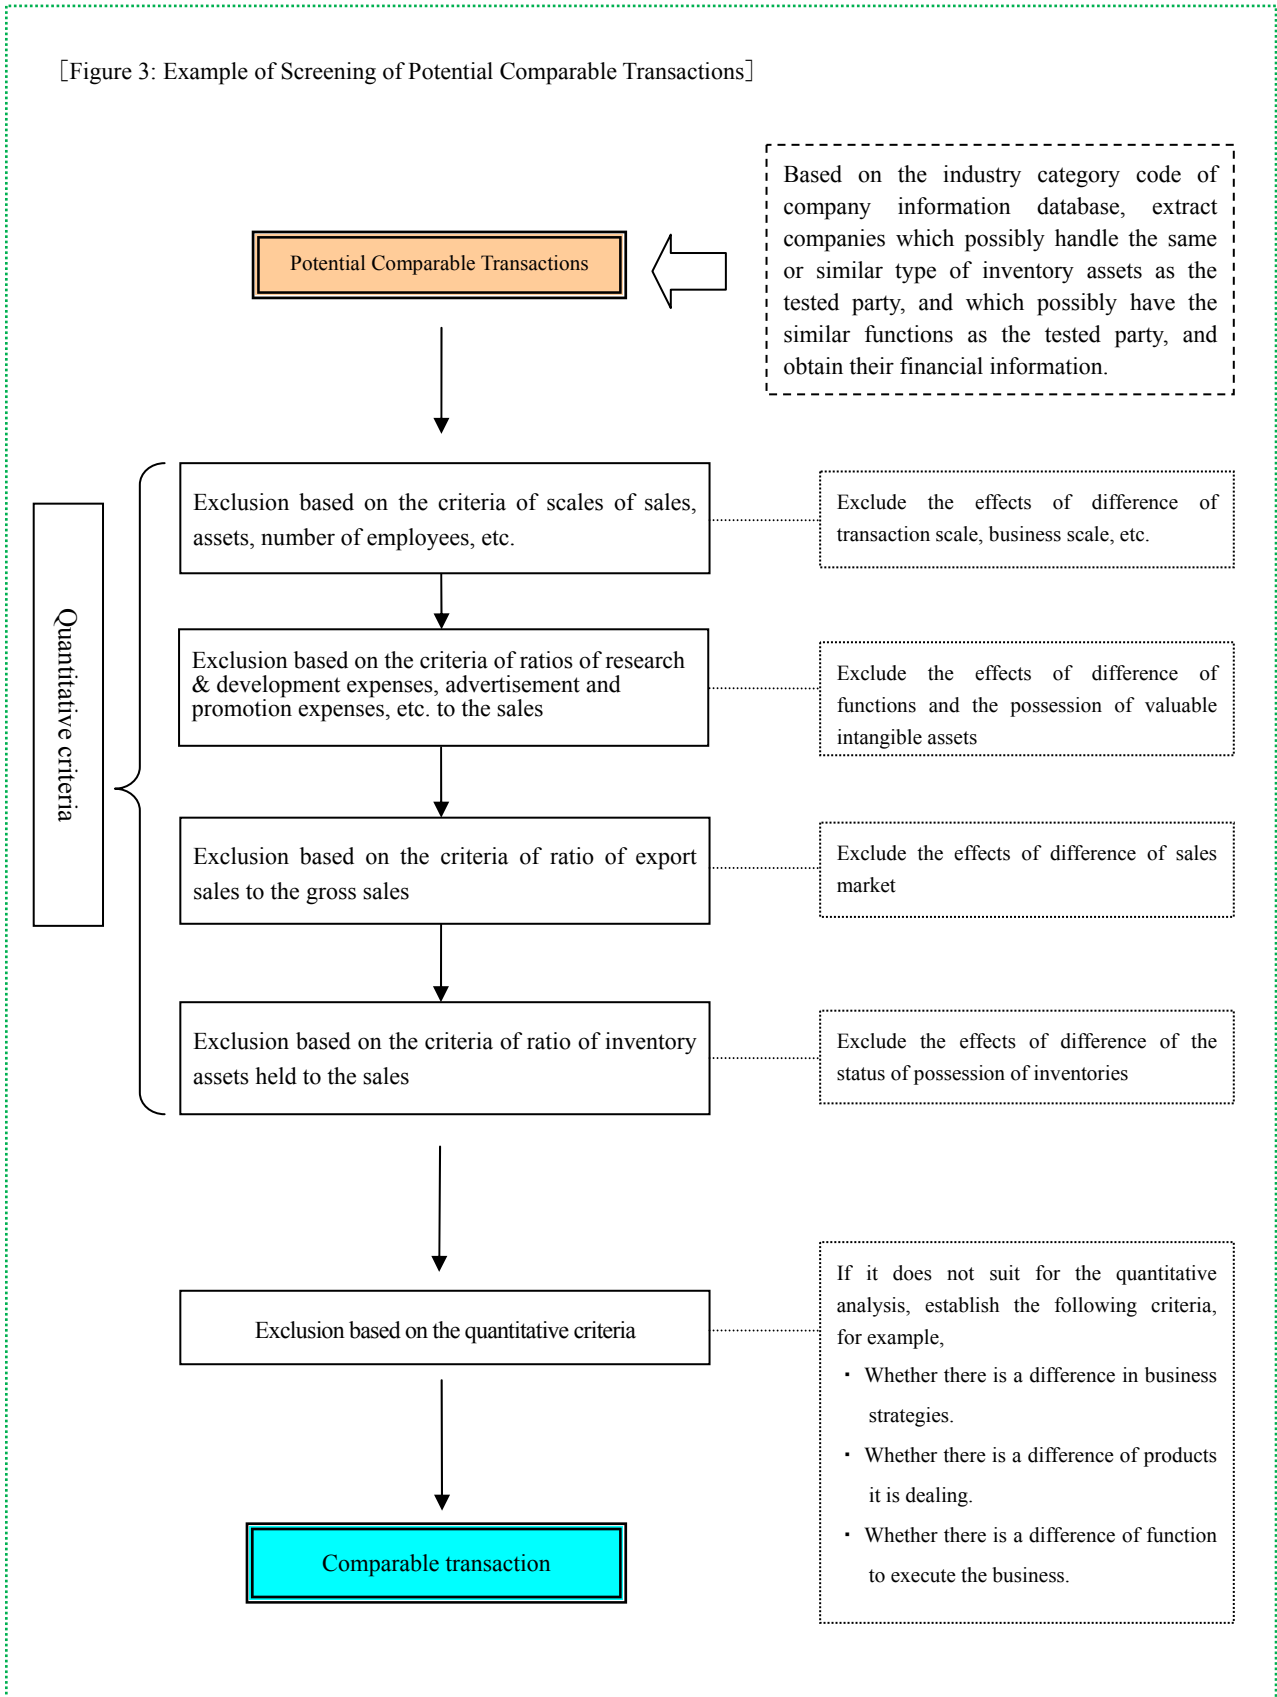 ［Figure 3: Example of Screening of Potential Comparable Transactions］
Potential Comparable Transactions
Based on the industry category code of
company information database, extract
companies which possibly handle the same
or similar type of inventory assets as the
tested party, and which possibly have the
similar functions as the tested party, and
obtain their financial information.
Quantitative criteria
Exclusion based on the criteria of scales of sales,
assets, number of employees, etc.
Exclude the effects of difference of
transaction scale, business scale, etc.
Exclusion based on the criteria of ratios of research
& development expenses, advertisement and
promotion expenses, etc. to the sales
Exclude the effects of difference of
functions and the possession of valuable
intangible assets
Exclusion based on the criteria of ratio of export
sales to the gross sales
Exclude the effects of difference of sales
market
Exclusion based on the criteria of ratio of inventory
assets held to the sales
Exclude the effects of difference of the
status of possession of inventories
Exclusion based on the quantitative criteria
If it does not suit for the quantitative
analysis, establish the following criteria,
for example,
・ Whether there is a difference in business
strategies.
・ Whether there is a difference of products
it is dealing.
・ Whether there is a difference of function
to execute the business.
Comparable transaction